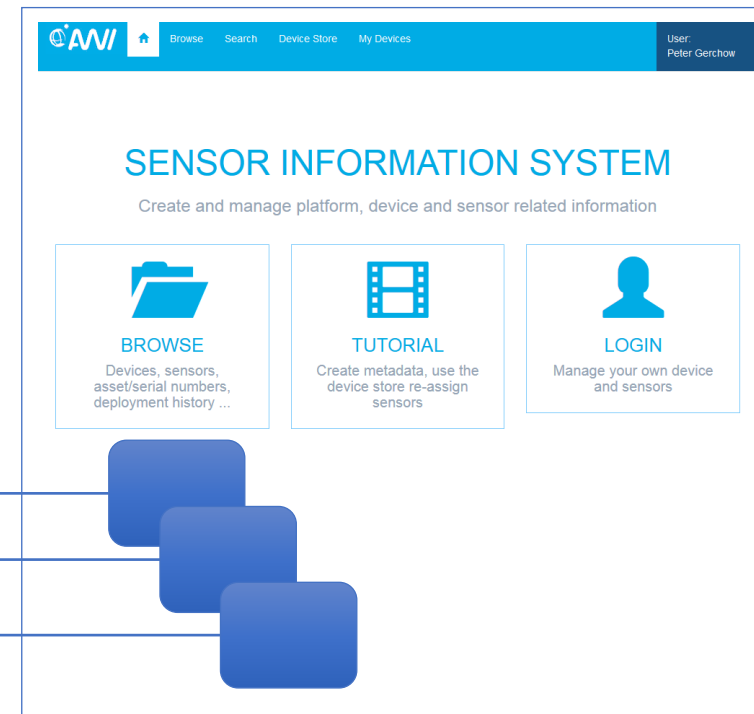 AWI
Browse Search Device Store My Devices
User:
Peter Gerchow
SENSOR INFORMATION SYSTEM
Create and manage platform, device and sensor related information
BROWSE
Devices, sensors,
asset/serial numbers,
deployment history ...
TUTORIAL
Create metadata, use the
device store re-assign
sensors
LOGIN
Manage your own device
and sensors